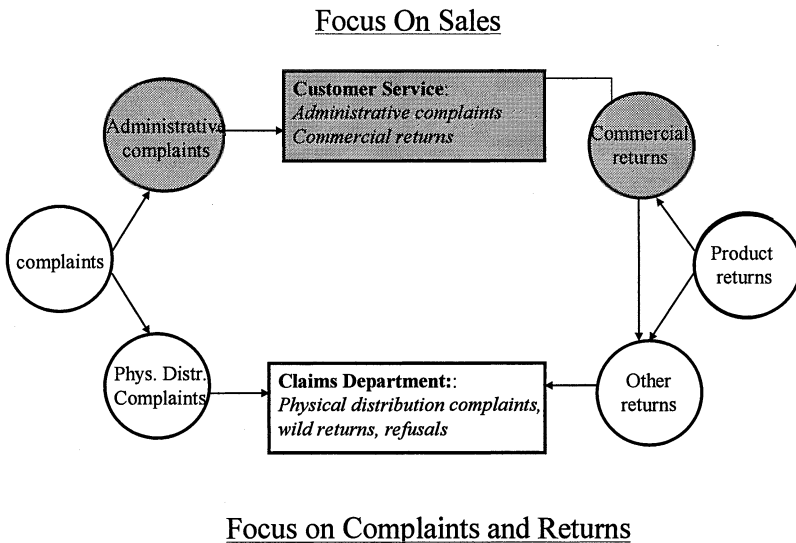 Focus On Sales
Customer Service:
Administrative complaints
Commercial returns
Administrative
complaints
Commercial
returns
complaints
Product
returns
Phys. Distr.
Complaints
Claims Department::
Physical distribution complaints,
wild returns, refusals
Other
returns
Focus on Complaints and Returns